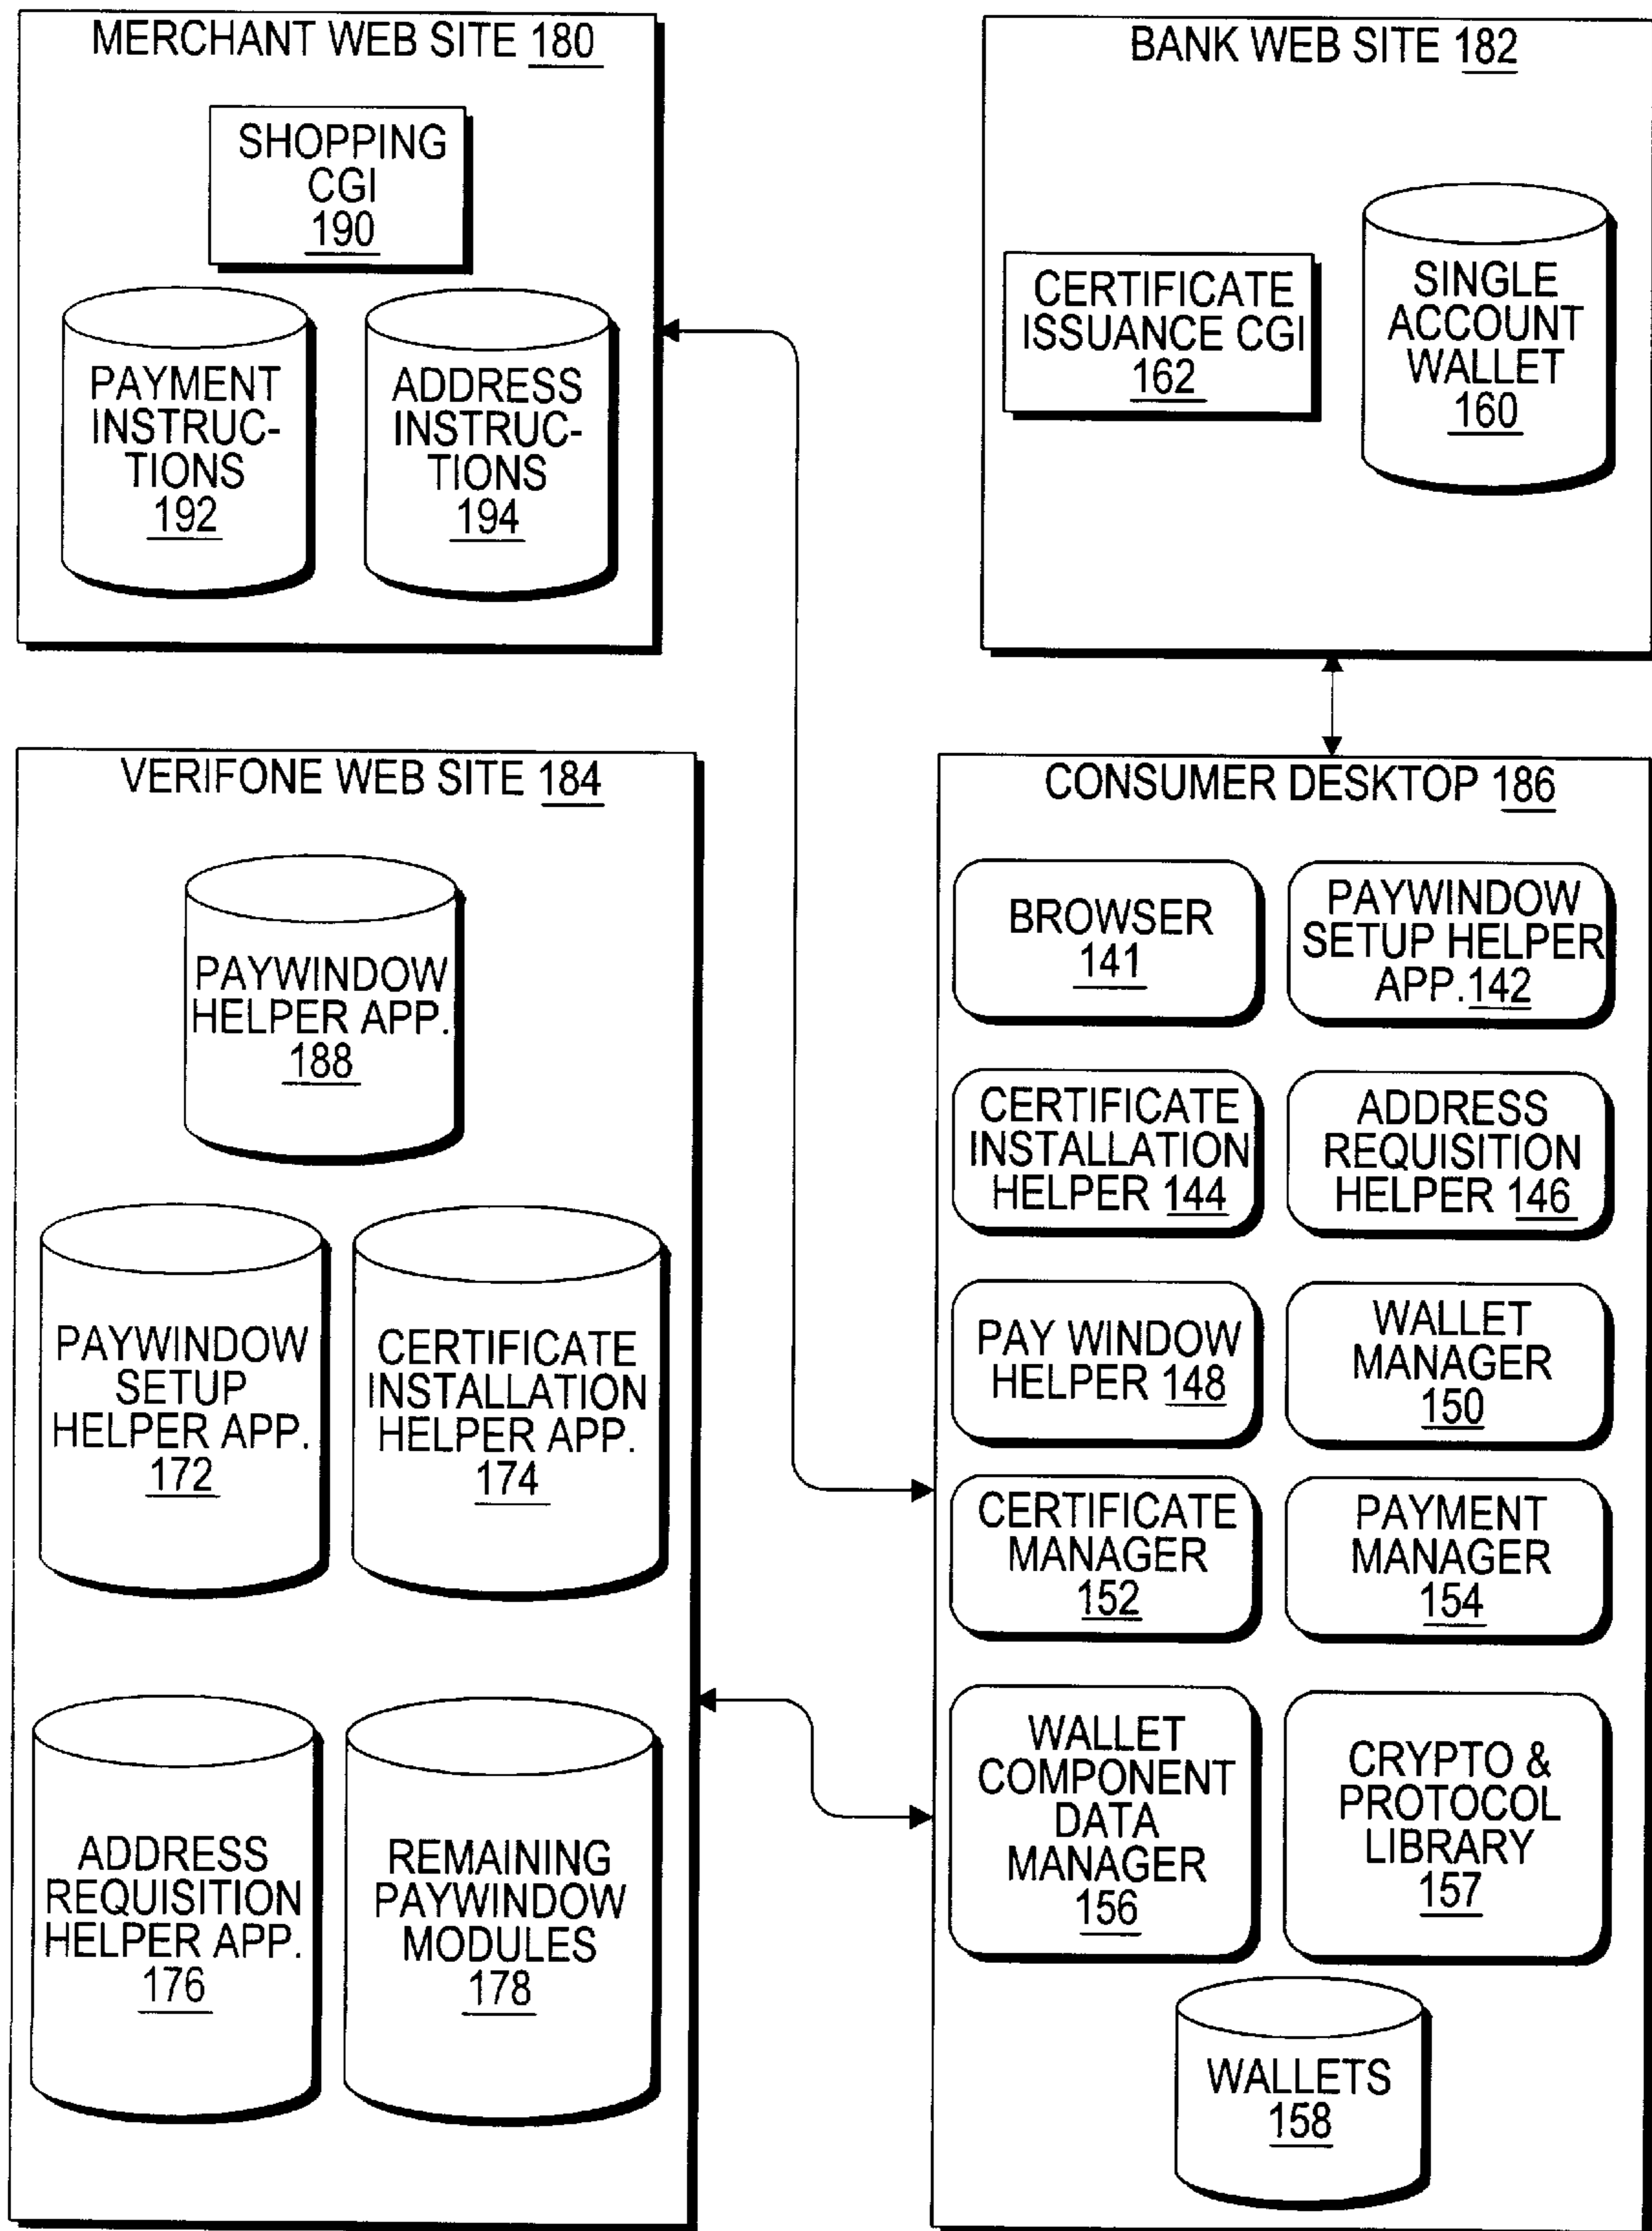 MERCHANT WEB SITE 180
SHOPPING
CGI
190
PAYMENT
INSTRUC-
TIONS
192
ADDRESS
INSTRUC-
TIONS
194
BANK WEB SITE 182
CERTIFICATE
ISSUANCE CGI
162
SINGLE
ACCOUNT
WALLET
160
VERIFONE WEB SITE 184
PAYWINDOW
HELPER APP.
188
PAYWINDOW
SETUP
HELPER APP.
172
CERTIFICATE
INSTALLATION
HELPER APP.
174
ADDRESS
REQUISITION
HELPER APP.
176
REMAINING
PAYWINDOW
MODULES
178
CONSUMER DESKTOP 186
BROWSER
141
PAYWINDOW
SETUP HELPER
APP.142
CERTIFICATE
INSTALLATION
HELPER 144
ADDRESS
REQUISITION
HELPER 146
PAY WINDOW
HELPER 148
WALLET
MANAGER
150
CERTIFICATE
MANAGER
152
PAYMENT
MANAGER
154
WALLET
COMPONENT
DATA
MANAGER
156
CRYPTO &
PROTOCOL
LIBRARY
157
WALLETS
158